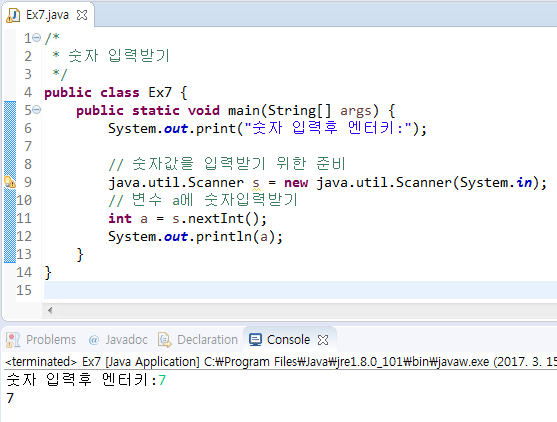 Ex7.java
1 /*
2  * 숫자 입력받기
3  */
4 public class Ex7 {
5     public static void main(String[] args) {
6         System.out.print("숫자 입력후 엔터키:");
7
8         // 숫자값을 입력받기 위한 준비
9         java.util.Scanner s = new java.util.Scanner(System.in);
10         // 변수 a에 숫자입력받기
11         int a = s.nextInt();
12         System.out.println(a);
13     }
14 }
15
Problems @ Javadoc Declaration Console
<terminated> Ex7 [Java Application] C:₩Program Files₩Java₩jre1.8.0_101₩bin₩javaw.exe (2017. 3. 15
숫자 입력후 엔터키:7
7